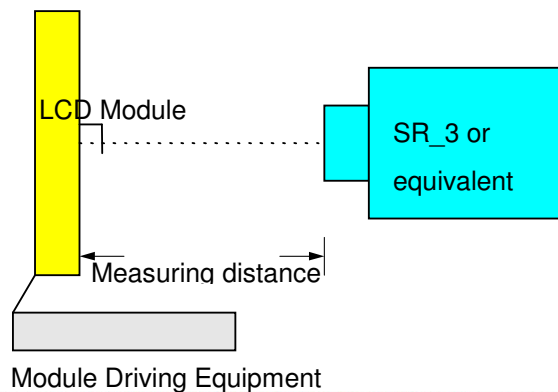 LCD Module
SR_3 or
equivalent
Measuring distance
Module Driving Equipment